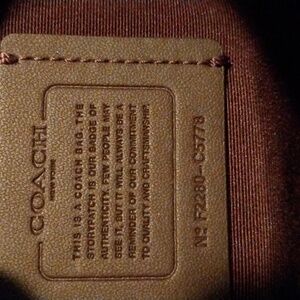 COACH
NEW YORK
THIS IS A COACH BAG. THE
STORYPATCH IS OUR BADGE OF
AUTHENTICITY. FEW PEOPLE MAY
SEE IT, BUT IT WILL ALWAYS BE A
REMINDER OF OUR COMMITMENT
TO QUALITY AND CRAFTSMANSHIP.
Nº F2280-C5778